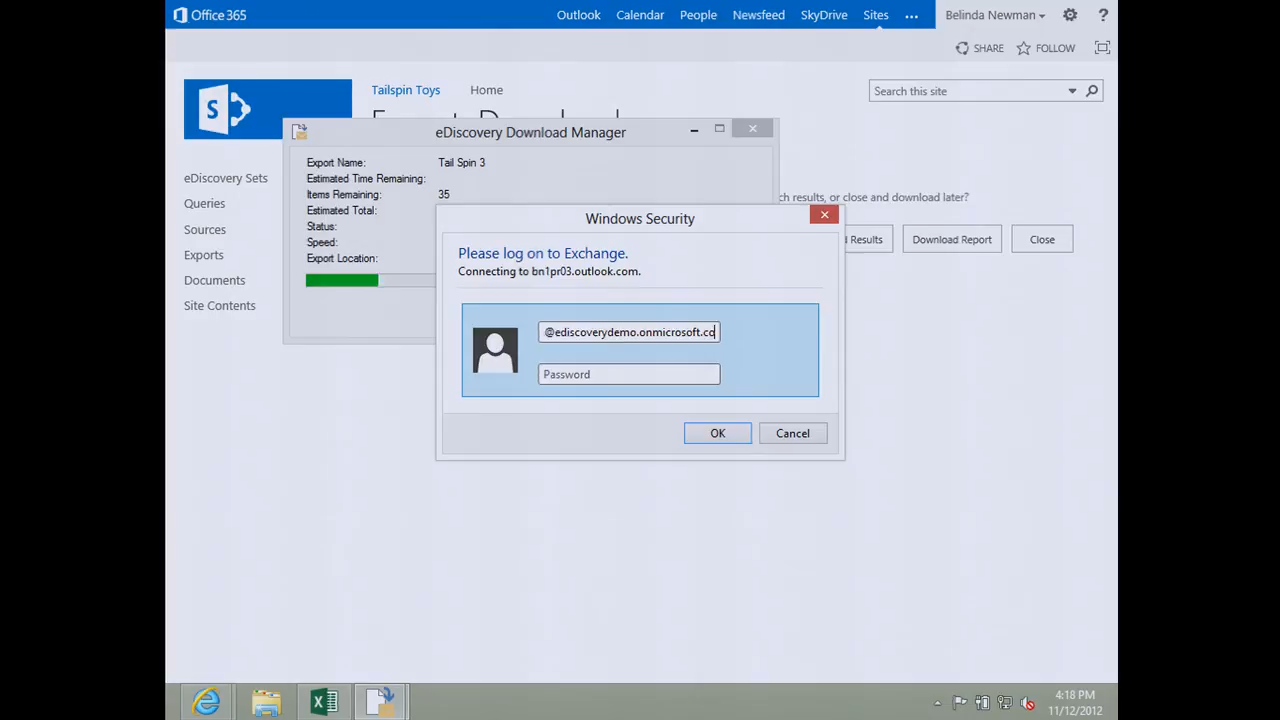 Office 365
Outlook Calendar People Newsfeed SkyDrive Sites ... Belinda Newman ?
SHARE FOLLOW
S
Tailspin Toys Home
Search this site
eDiscovery Download Manager
eDiscovery Sets
Queries
Sources
Exports
Documents
Site Contents
Export Name: Tail Spin 3
Estimated Time Remaining:
Items Remaining: 35
Estimated Total:
Status:
Speed:
Export Location:
results, or close and download later?
Results Download Report Close
Windows Security
Please log on to Exchange.
Connecting to bn1pr03.outlook.com.
@ediscoverydemo.onmicrosoft.co
Password
OK Cancel
4:18 PM
11/12/2012